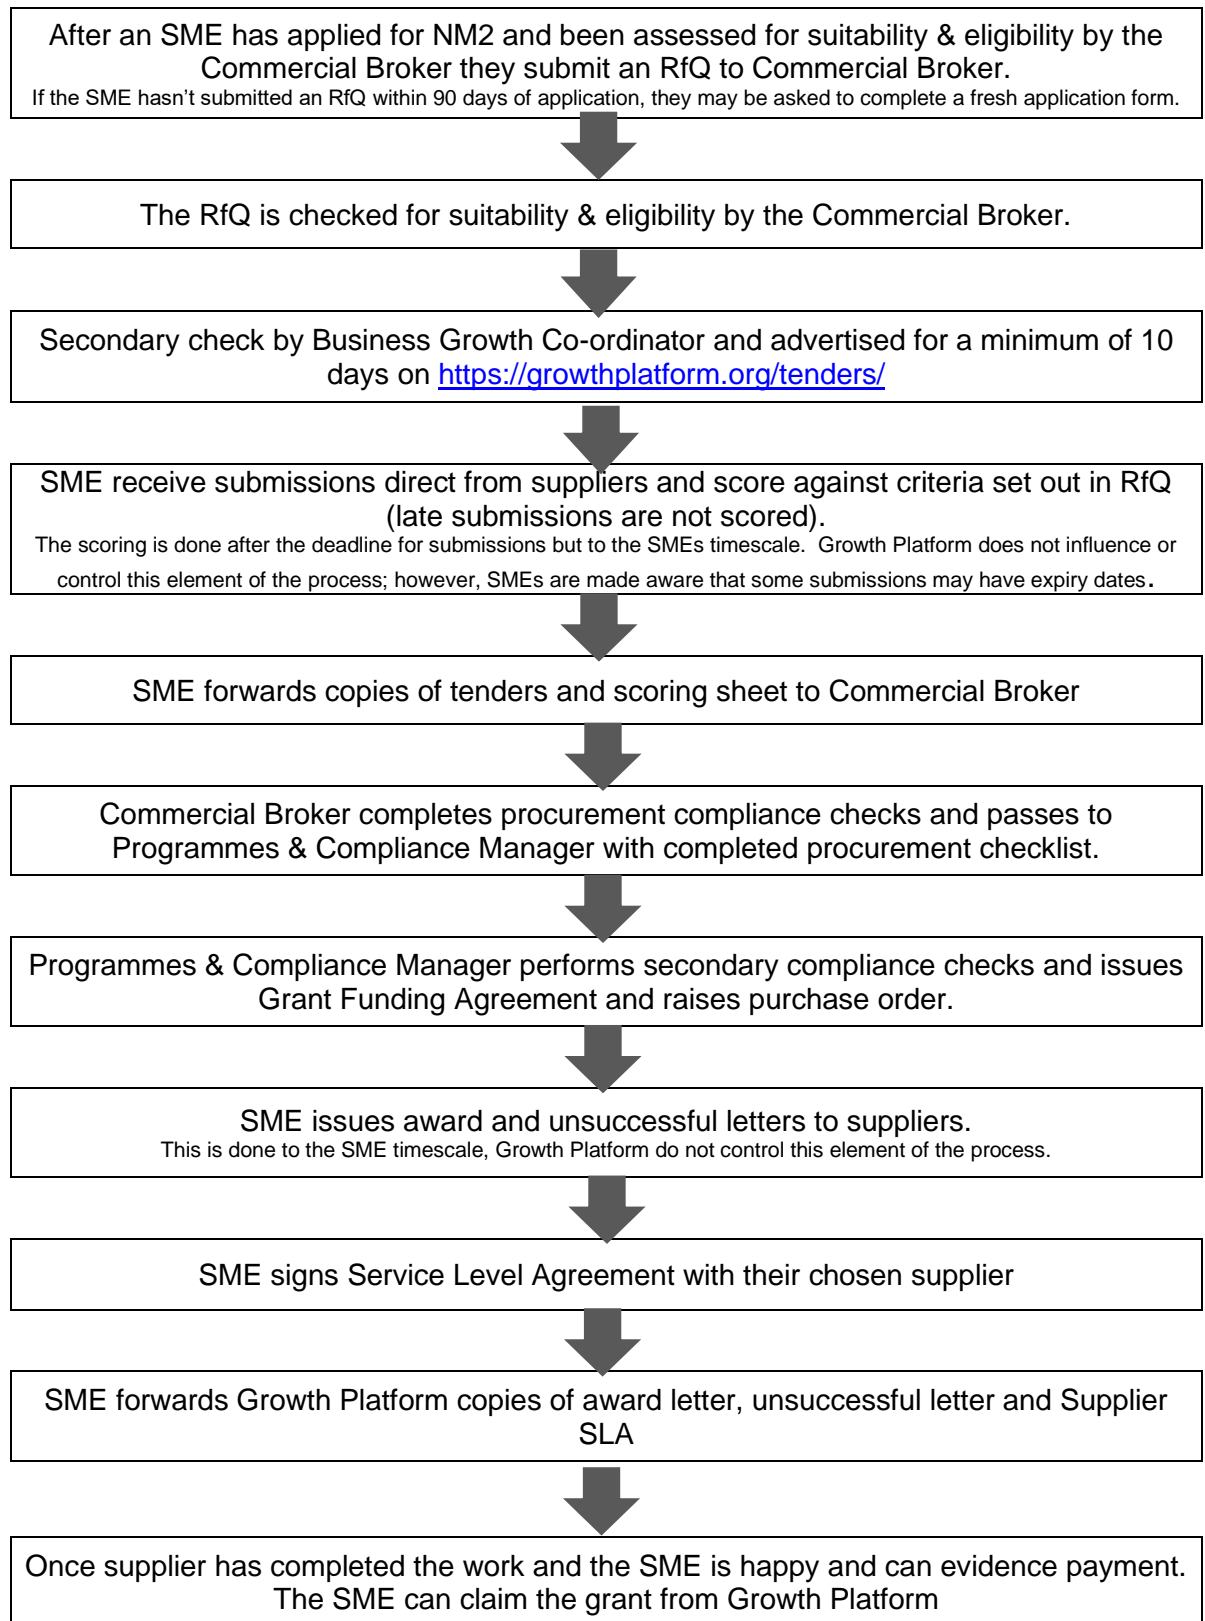 After an SME has applied for NM2 and been assessed for suitability & eligibility by the
Commercial Broker they submit an RfQ to Commercial Broker.
If the SME hasn't submitted an RfQ within 90 days of application, they may be asked to complete a fresh application form.
The RfQ is checked for suitability & eligibility by the Commercial Broker.
Secondary check by Business Growth Co-ordinator and advertised for a minimum of 10
days on https://growthplatform.org/tenders/
SME receive submissions direct from suppliers and score against criteria set out in RfQ
(late submissions are not scored).
The scoring is done after the deadline for submissions but to the SMEs timescale.  Growth Platform does not influence or
control this element of the process; however, SMEs are made aware that some submissions may have expiry dates.
SME forwards copies of tenders and scoring sheet to Commercial Broker
Commercial Broker completes procurement compliance checks and passes to
Programmes & Compliance Manager with completed procurement checklist.
Programmes & Compliance Manager performs secondary compliance checks and issues
Grant Funding Agreement and raises purchase order.
SME issues award and unsuccessful letters to suppliers.
This is done to the SME timescale, Growth Platform do not control this element of the process.
SME signs Service Level Agreement with their chosen supplier
SME forwards Growth Platform copies of award letter, unsuccessful letter and Supplier
SLA
Once supplier has completed the work and the SME is happy and can evidence payment.
The SME can claim the grant from Growth Platform